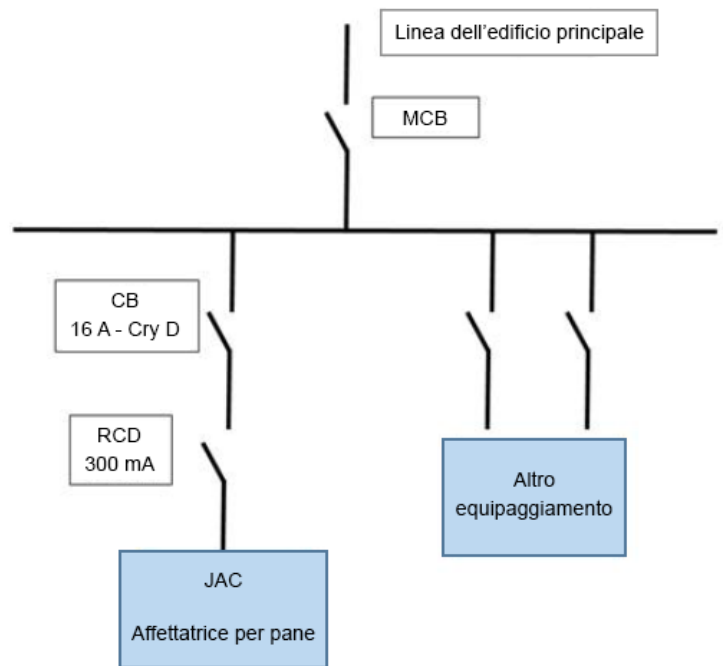 Linea dell’edificio principale
MCB
CB
16 A - Cry D
RCD
300 mA
Altro
equipaggiamento
JAC
Affettatrice per pane